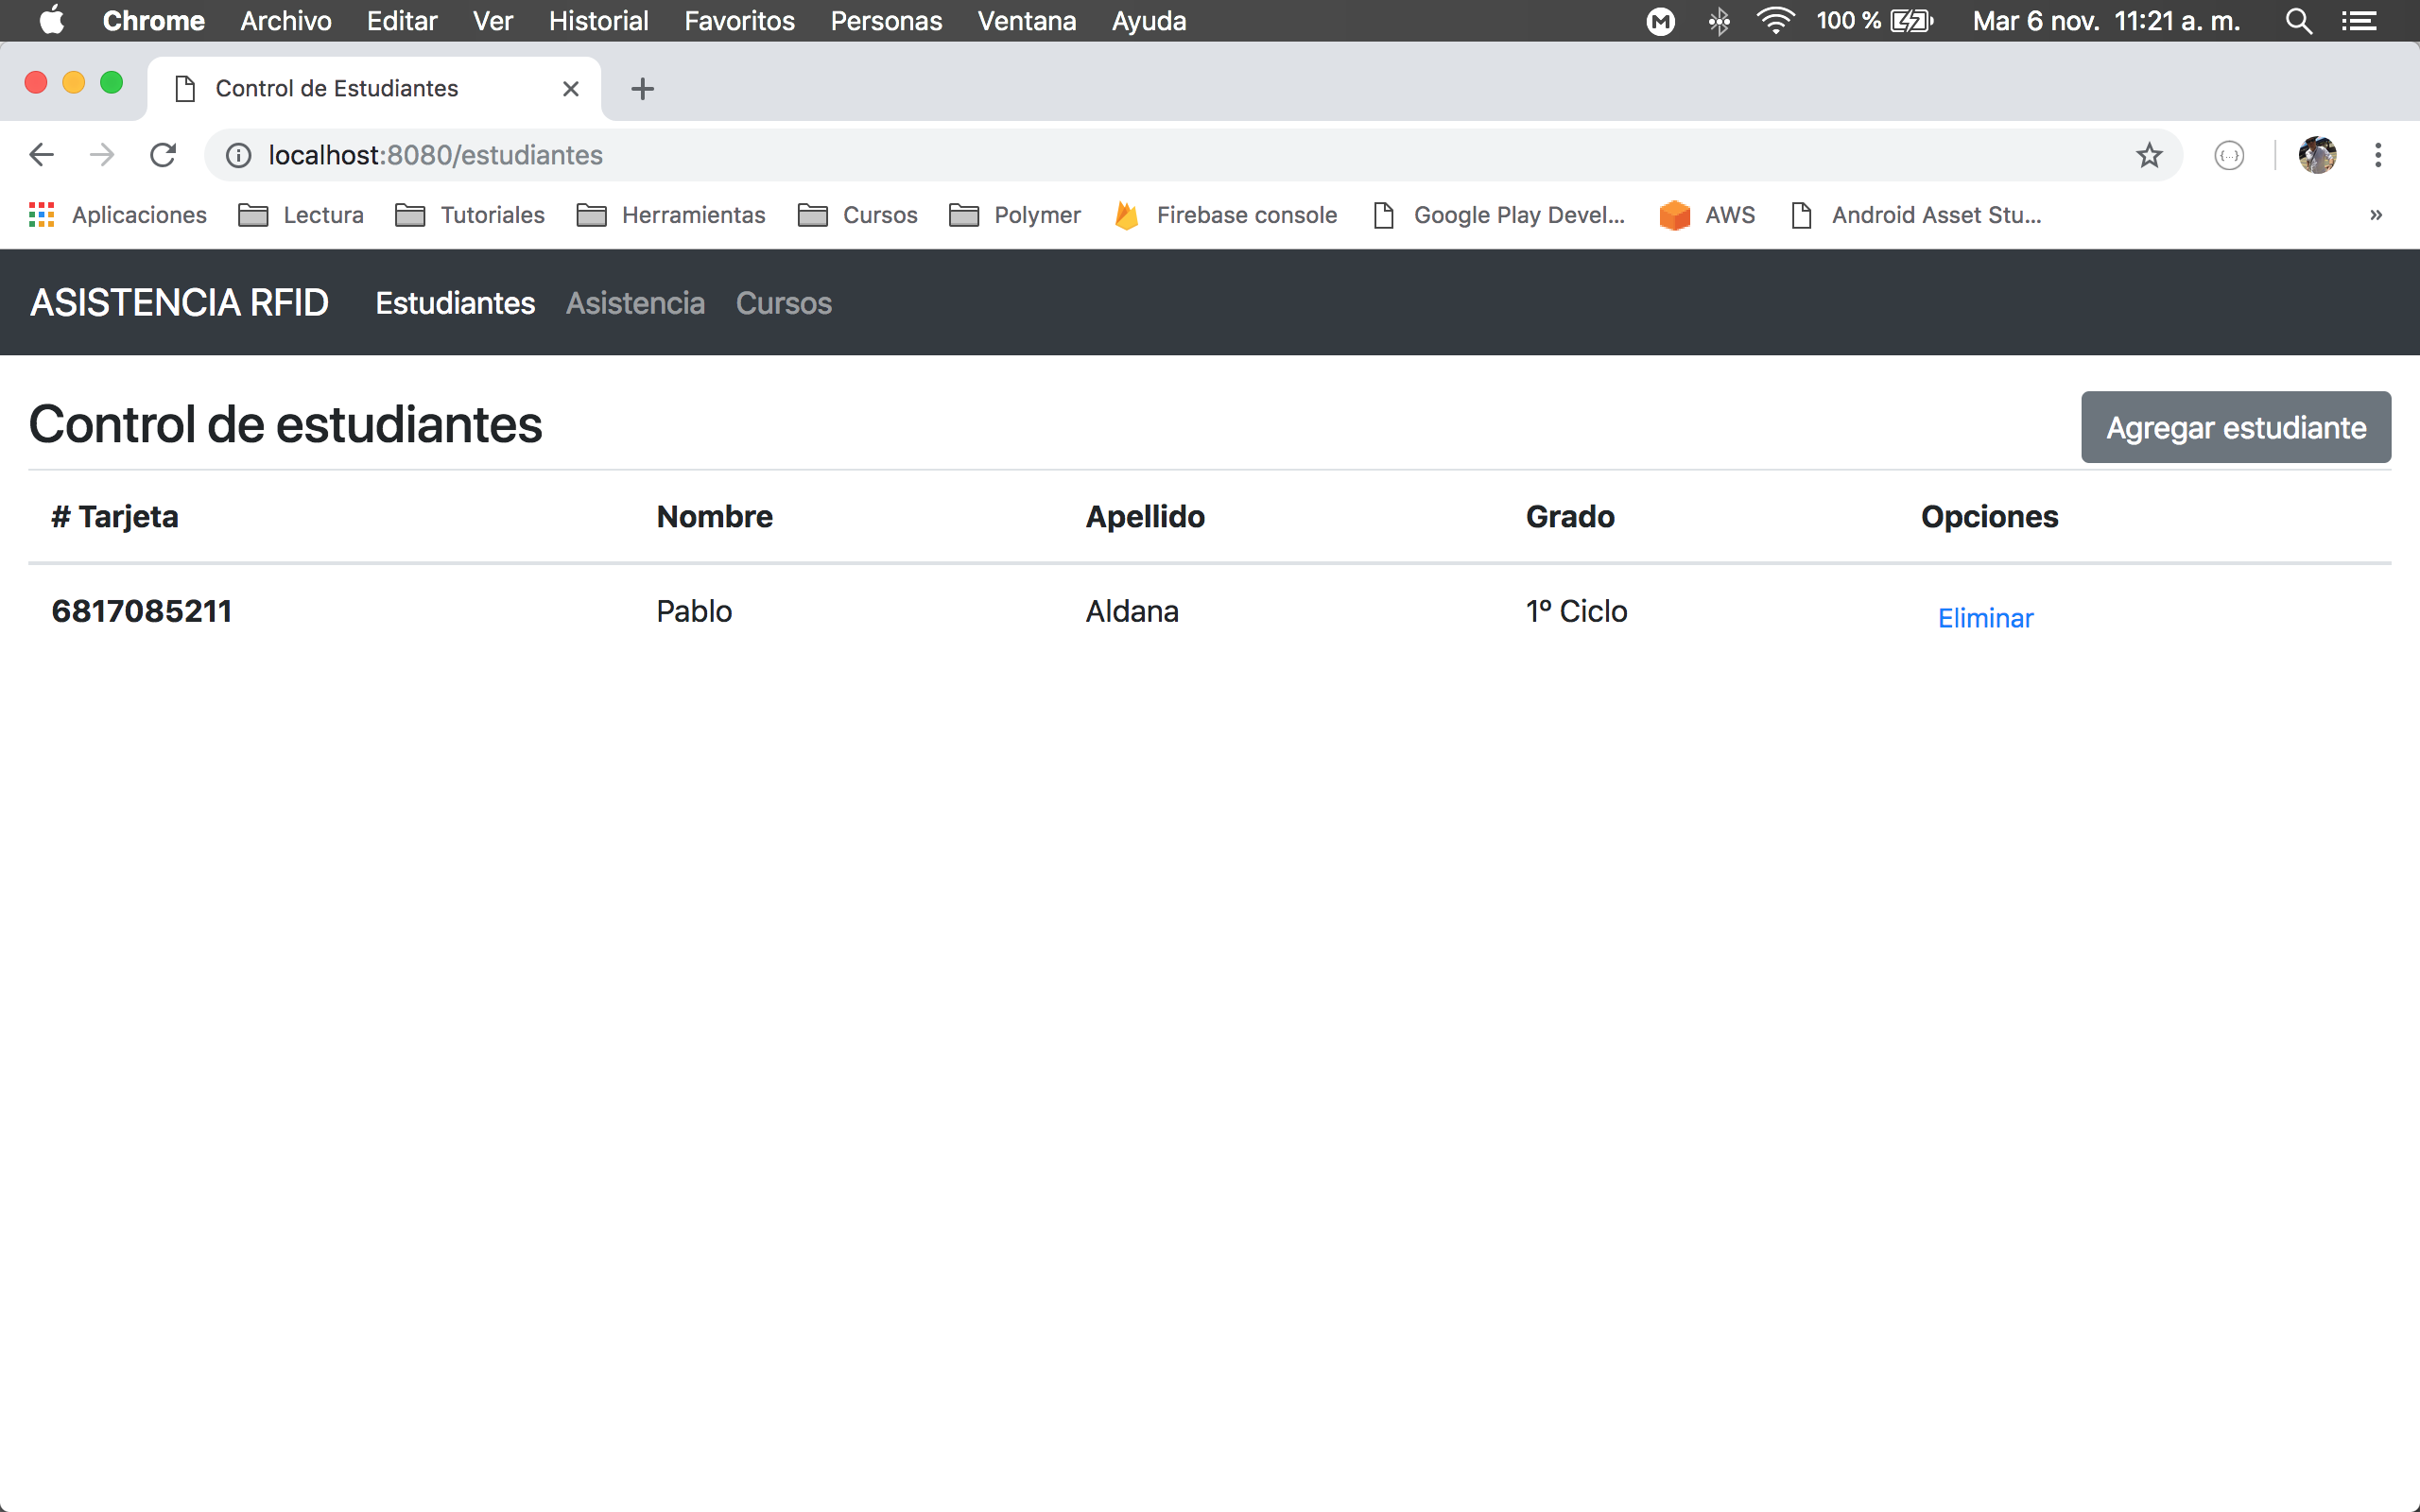 Chrome Archivo Editar Ver Historial Favoritos Personas Ventana Ayuda 100 % Mar 6 nov. 11:21 a. m.
Control de Estudiantes
localhost:8080/estudiantes
Aplicaciones Lectura Tutoriales Herramientas Cursos Polymer Firebase console Google Play Devel... AWS Android Asset Stu... »
ASISTENCIA RFID Estudiantes Asistencia Cursos
Control de estudiantes Agregar estudiante
# Tarjeta Nombre Apellido Grado Opciones
6817085211 Pablo Aldana 1º Ciclo Eliminar